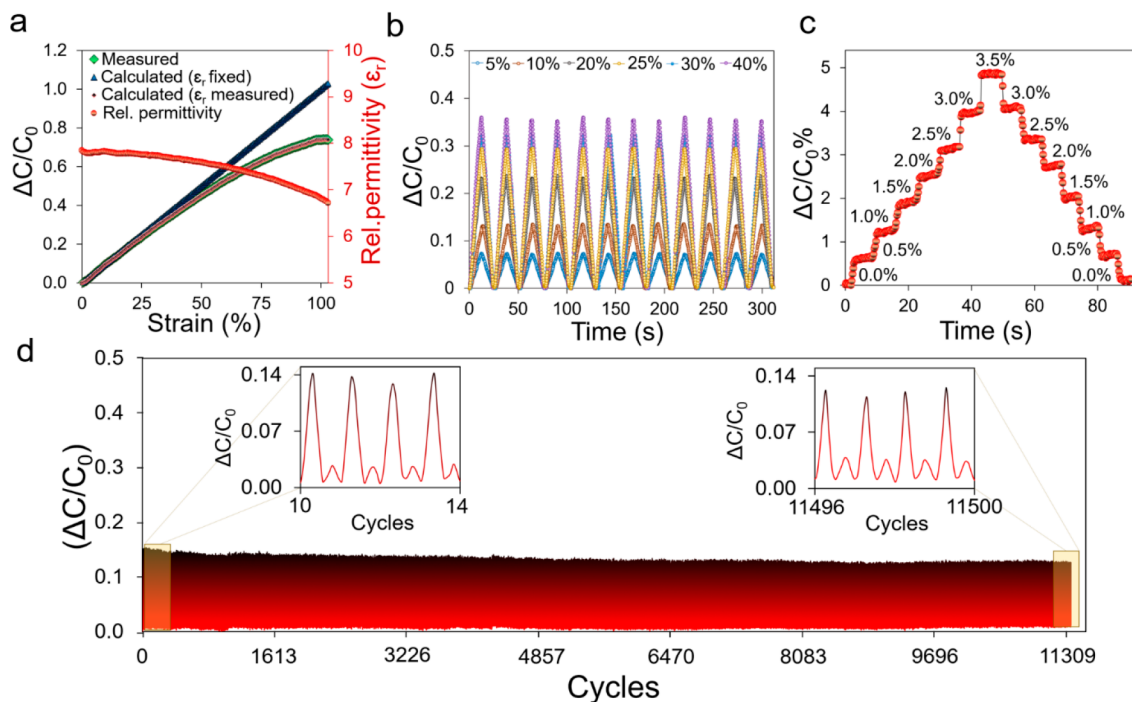 a
ΔC/C₀
1.2
1.0
0.8
0.6
0.4
0.2
0.0
Measured
Calculated (εᵣ fixed)
Calculated (εᵣ measured)
Rel. permittivity
10
9
8
7
6
5
Rel.permittivity (εᵣ)
0 25 50 75 100
Strain (%)
b
ΔC/C₀
0.5
0.4
0.3
0.2
0.1
0
5% 10% 20% 25% 30% 40%
0 50 100 150 200 250 300
Time (s)
c
ΔC/C₀%
5
4
3
2
1
0
3.5%
3.0% 3.0%
2.5% 2.5%
2.0% 2.0%
1.5% 1.5%
1.0% 1.0%
0.5% 0.5%
0.0% 0.0%
0 20 40 60 80
Time (s)
d
(ΔC/C₀)
0.5
0.4
0.3
0.2
0.1
0.0
ΔC/C₀
0.14
0.07
0.00
10 14
Cycles
ΔC/C₀
0.14
0.07
0.00
11496 11500
Cycles
0 1613 3226 4857 6470 8083 9696 11309
Cycles